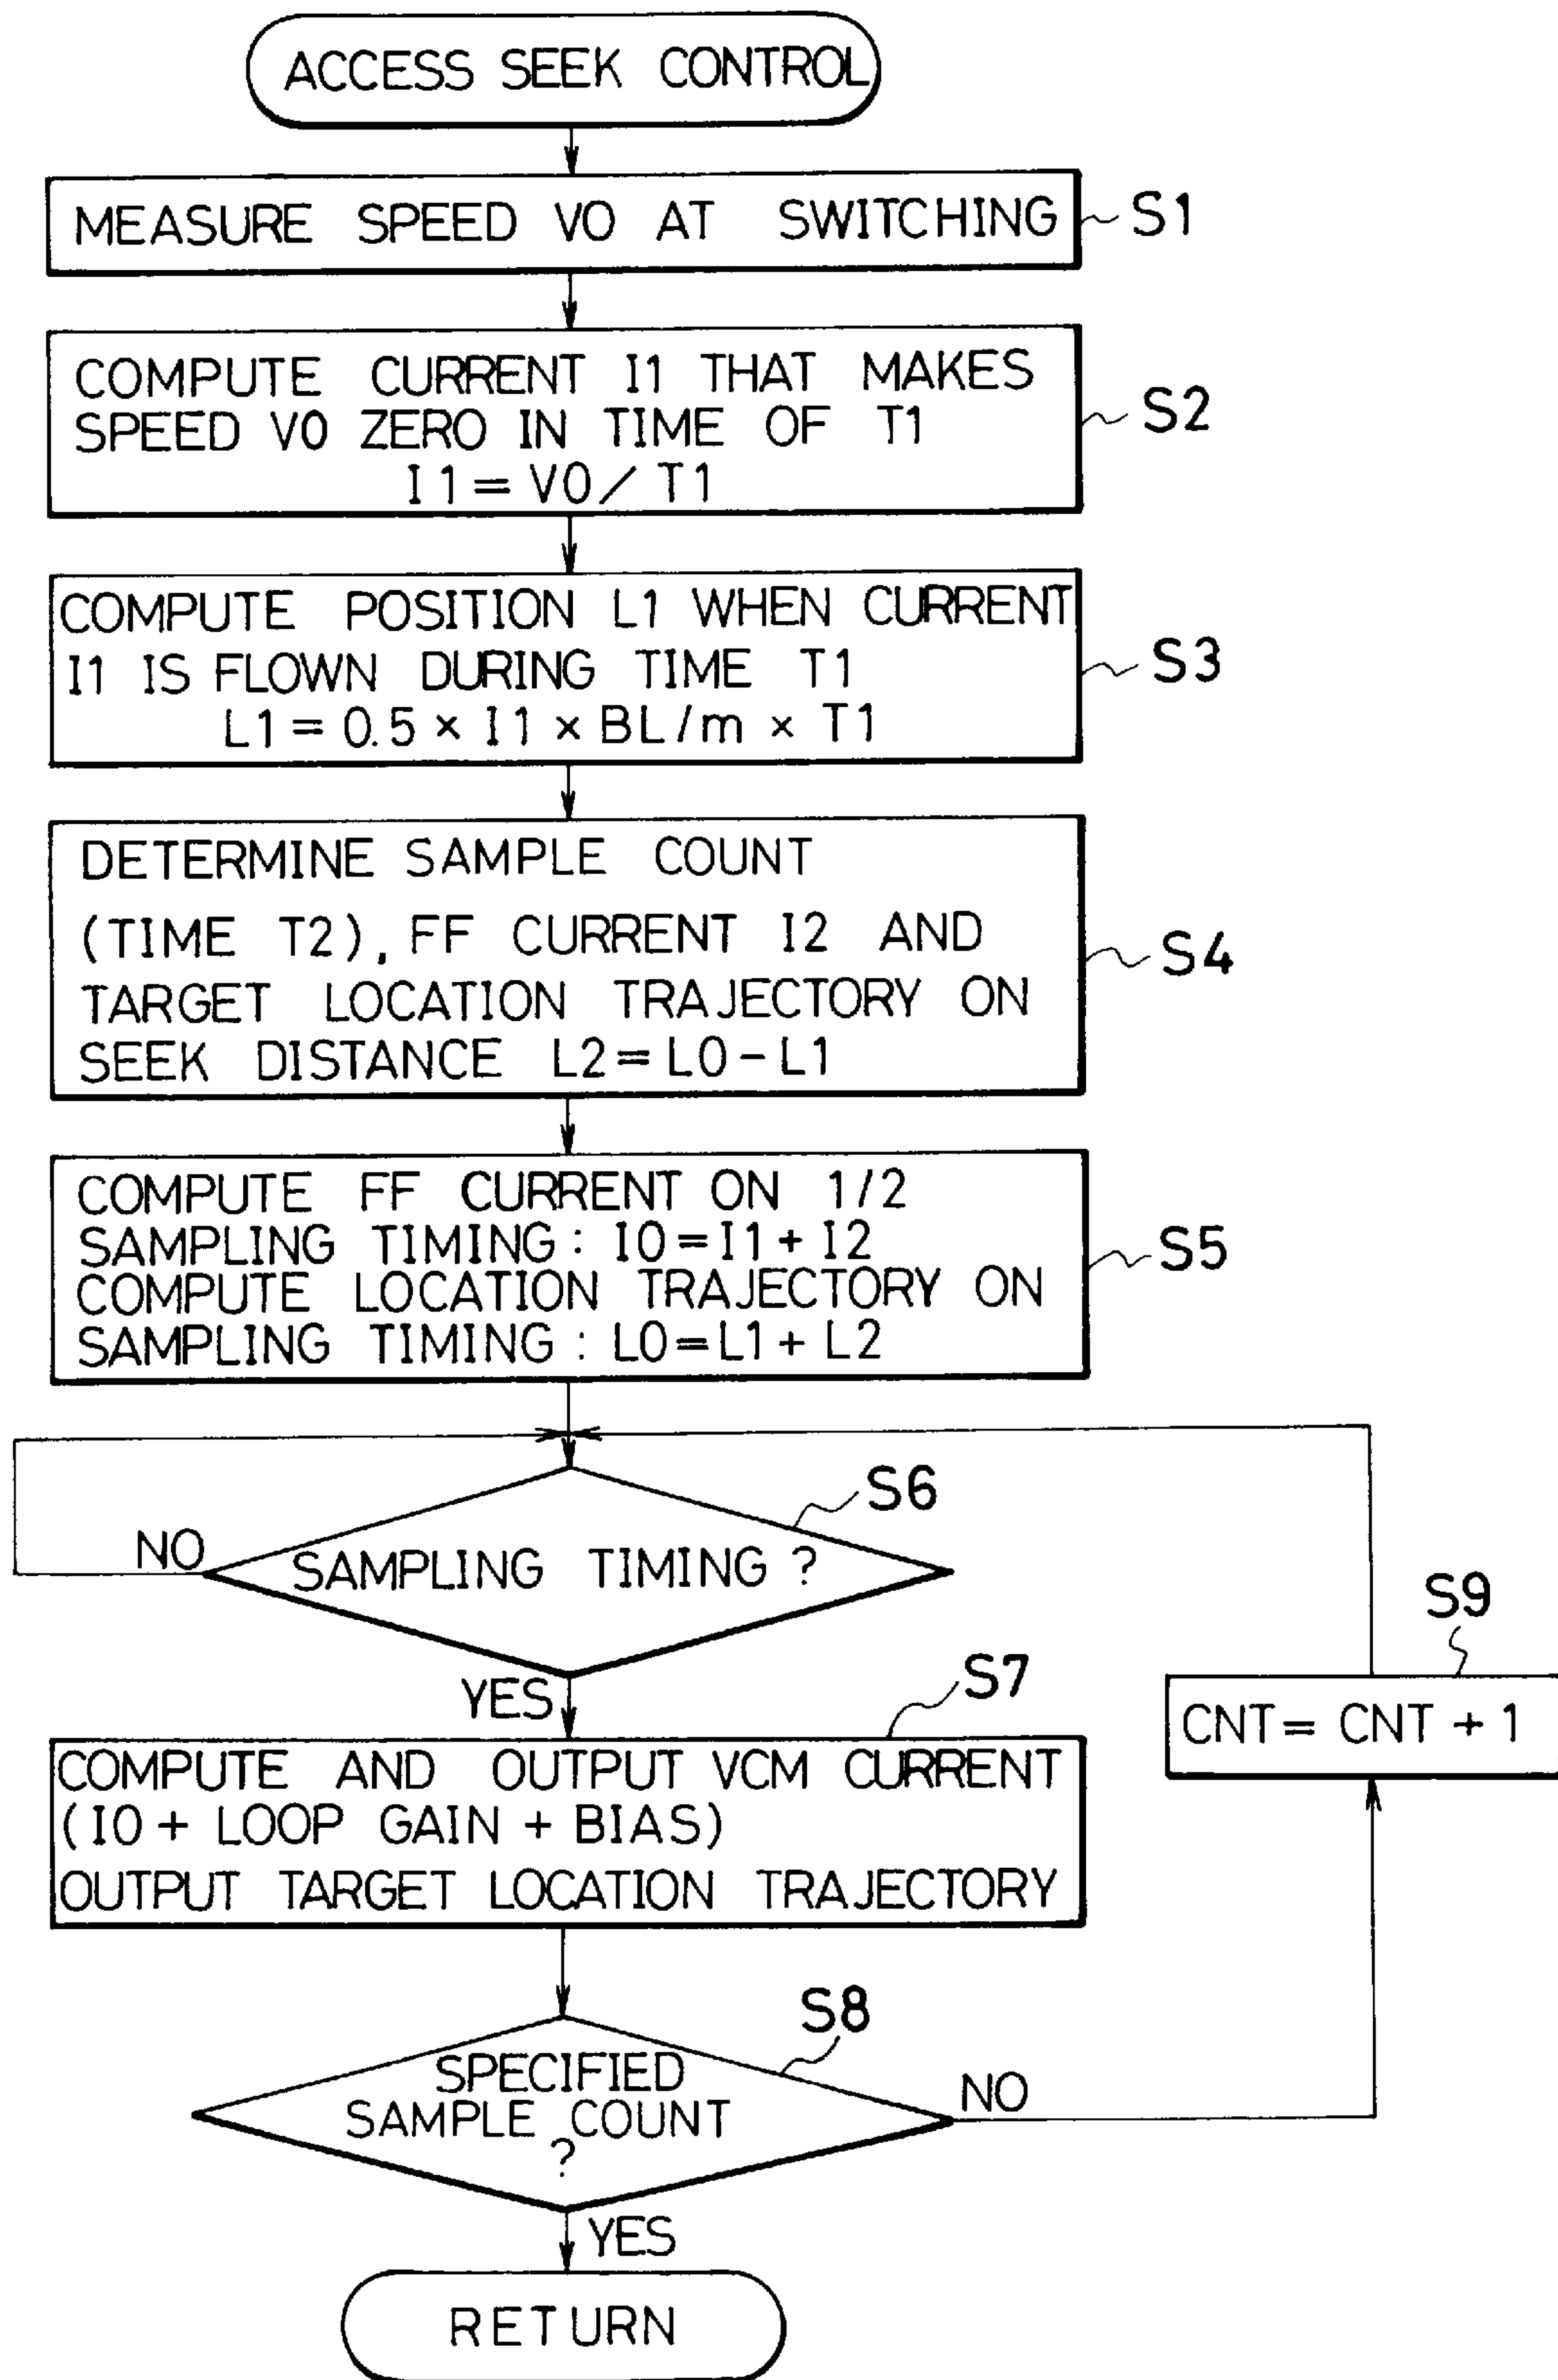 ACCESS SEEK CONTROL
MEASURE SPEED V0 AT SWITCHING
S1
COMPUTE CURRENT I1 THAT MAKES
SPEED V0 ZERO IN TIME OF T1
I1=V0/T1
S2
COMPUTE POSITION L1 WHEN CURRENT
I1 IS FLOWN DURING TIME T1
L1=0.5×I1×BL/m×T1
S3
DETERMINE SAMPLE COUNT
(TIME T2), FF CURRENT I2 AND
TARGET LOCATION TRAJECTORY ON
SEEK DISTANCE L2=L0-L1
S4
COMPUTE FF CURRENT ON 1/2
SAMPLING TIMING: I0=I1+I2
COMPUTE LOCATION TRAJECTORY ON
SAMPLING TIMING: L0=L1+L2
S5
S6
NO
SAMPLING TIMING?
YES
S7
COMPUTE AND OUTPUT VCM CURRENT
(I0+LOOP GAIN+BIAS)
OUTPUT TARGET LOCATION TRAJECTORY
S9
CNT=CNT+1
S8
SPECIFIED
SAMPLE COUNT
?
NO
YES
RETURN